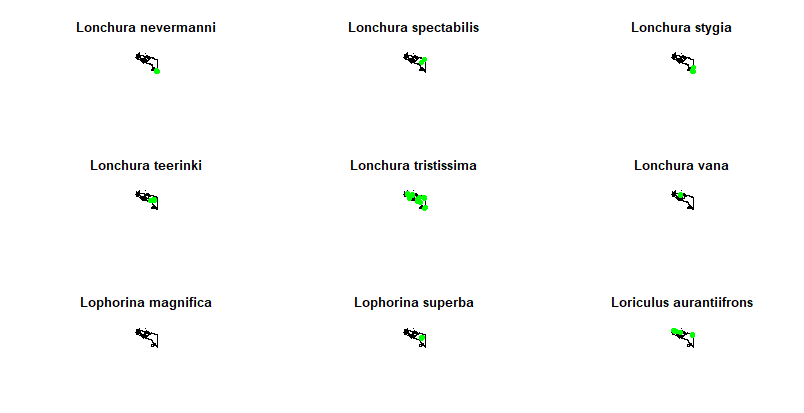 Lonchura nevermanni
Lonchura spectabilis
Lonchura stygia
Lonchura teerinki
Lonchura tristissima
Lonchura vana
Lophorina magnifica
Lophorina superba
Loriculus aurantiifrons